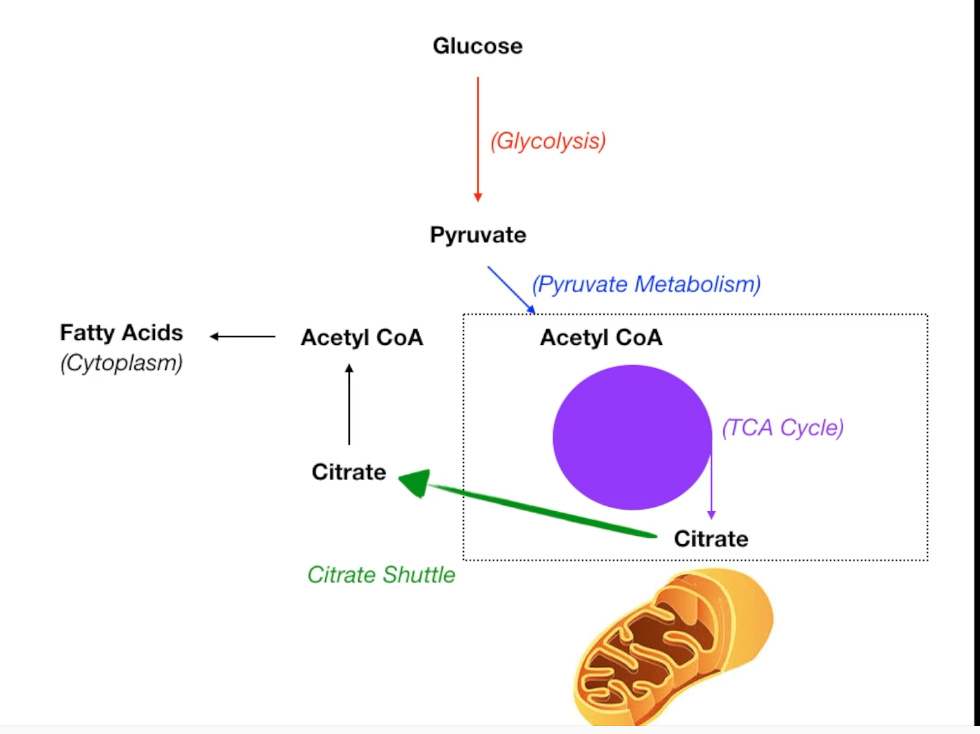 Glucose
(Glycolysis)
Pyruvate
(Pyruvate Metabolism)
Fatty Acids
(Cytoplasm)
Acetyl CoA
Acetyl CoA
(TCA Cycle)
Citrate
Citrate
Citrate Shuttle